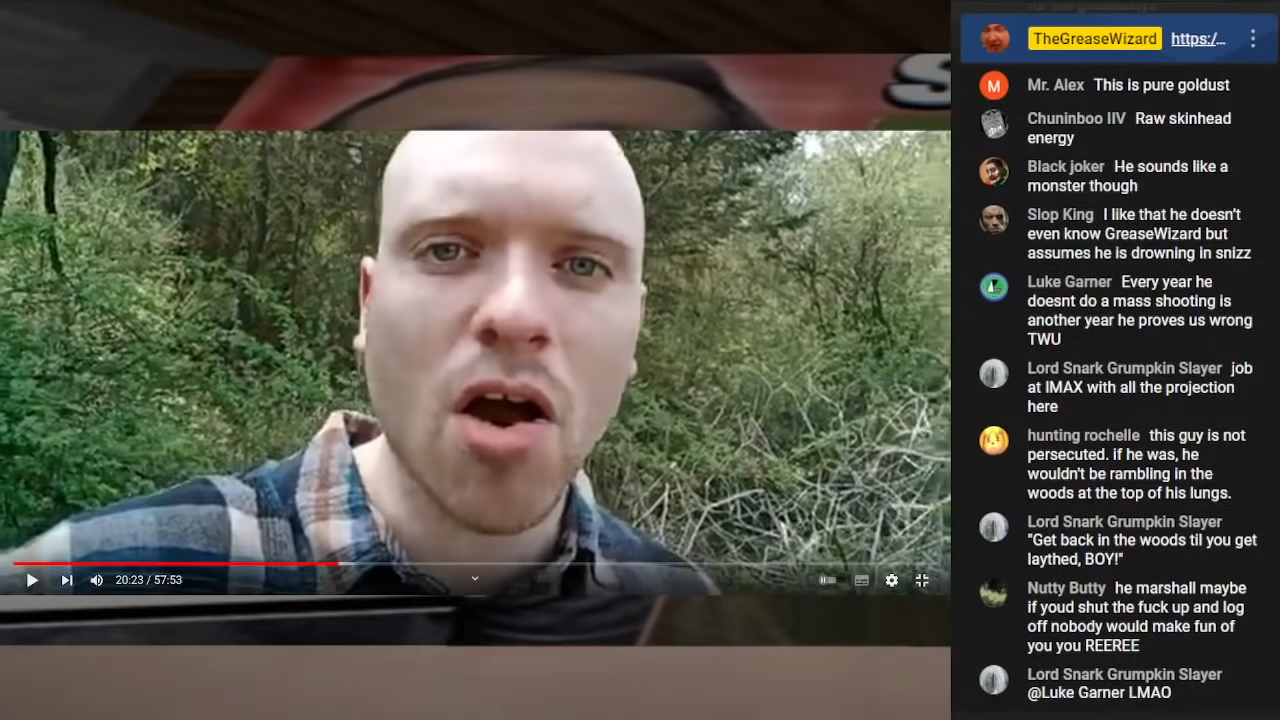 S
TheGreaseWizard https:/...
M Mr. Alex This is pure goldust
Chuninboo IIV Raw skinhead
energy
Black joker He sounds like a
monster though
Slop King I like that he doesn't
even know GreaseWizard but
assumes he is drowning in snizz
Luke Garner Every year he
doesnt do a mass shooting is
another year he proves us wrong
TWU
Lord Snark Grumpkin Slayer job
at IMAX with all the projection
here
hunting rochelle this guy is not
persecuted. if he was, he
wouldn't be rambling in the
woods at the top of his lungs.
Lord Snark Grumpkin Slayer
"Get back in the woods til you get
laythed, BOY!"
Nutty Butty he marshall maybe
if youd shut the fuck up and log
off nobody would make fun of
you you REEREE
Lord Snark Grumpkin Slayer
@Luke Garner LMAO
20:23 / 57:53